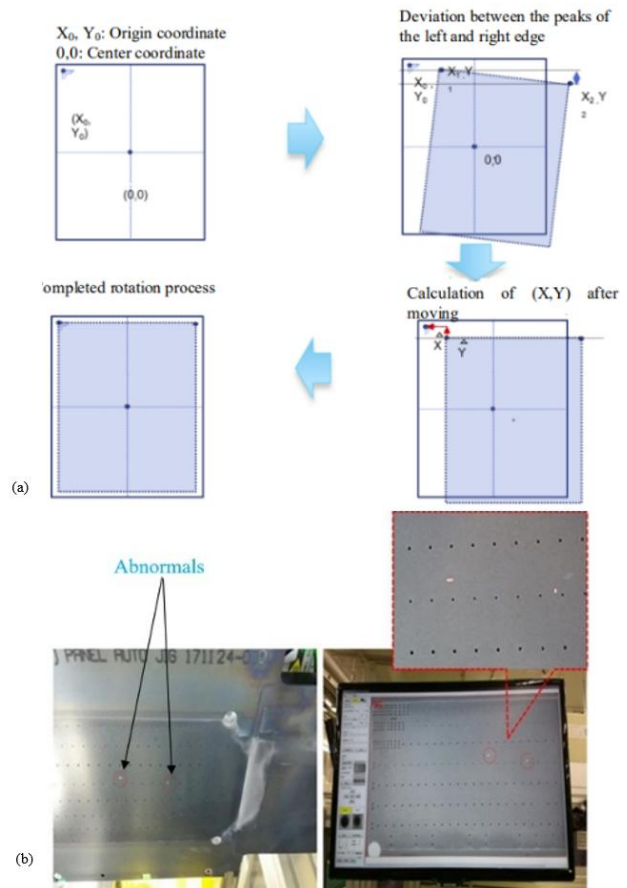 X₀, Y₀: Origin coordinate
0,0: Center coordinate
(X₀,
Y₀)
(0,0)
Deviation between the peaks of
the left and right edge
X₁,Y
1
X₀,
Y₀
X₂,Y
2
0,0
ompleted rotation process
Calculation of (X,Y) after
moving
X
Y
(a)
Abnormals
PANEL AUTO JIG 171124-0
(b)